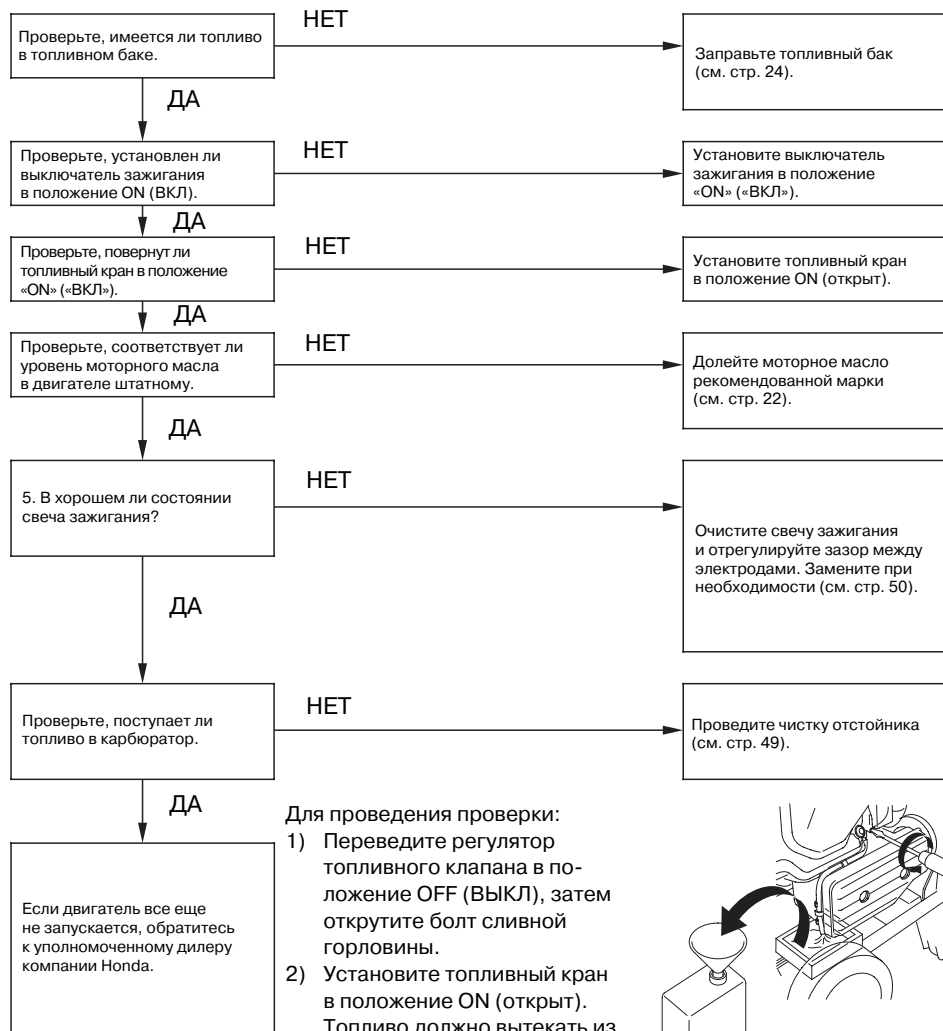 НЕТ
Проверьте, имеется ли топливо
в топливном баке.
Заправьте топливный бак
(см. стр. 24).
ДА
НЕТ
Проверьте, установлен ли
выключатель зажигания
в положение ON (ВКЛ).
Установите выключатель
зажигания в положение
«ON» («ВКЛ»).
ДА
НЕТ
Проверьте, повернут ли
топливный кран в положение
«ON» («ВКЛ»).
Установите топливный кран
в положение ON (открыт).
ДА
НЕТ
Проверьте, соответствует ли
уровень моторного масла
в двигателе штатному.
Долейте моторное масло
рекомендованной марки
(см. стр. 22).
ДА
НЕТ
5. В хорошем ли состоянии
свеча зажигания?
Очистите свечу зажигания
и отрегулируйте зазор между
электродами. Замените при
необходимости (см. стр. 50).
ДА
НЕТ
Проверьте, поступает ли
топливо в карбюратор.
Проведите чистку отстойника
(см. стр. 49).
ДА
Если двигатель все еще
не запускается, обратитесь
к уполномоченному дилеру
компании Honda.
Для проведения проверки:
1) Переведите регулятор
топливного клапана в по-
ложение OFF (ВЫКЛ), затем
открутите болт сливной
горловины.
2) Установите топливный кран
в положение ON (открыт).
Топливо должно вытекать из